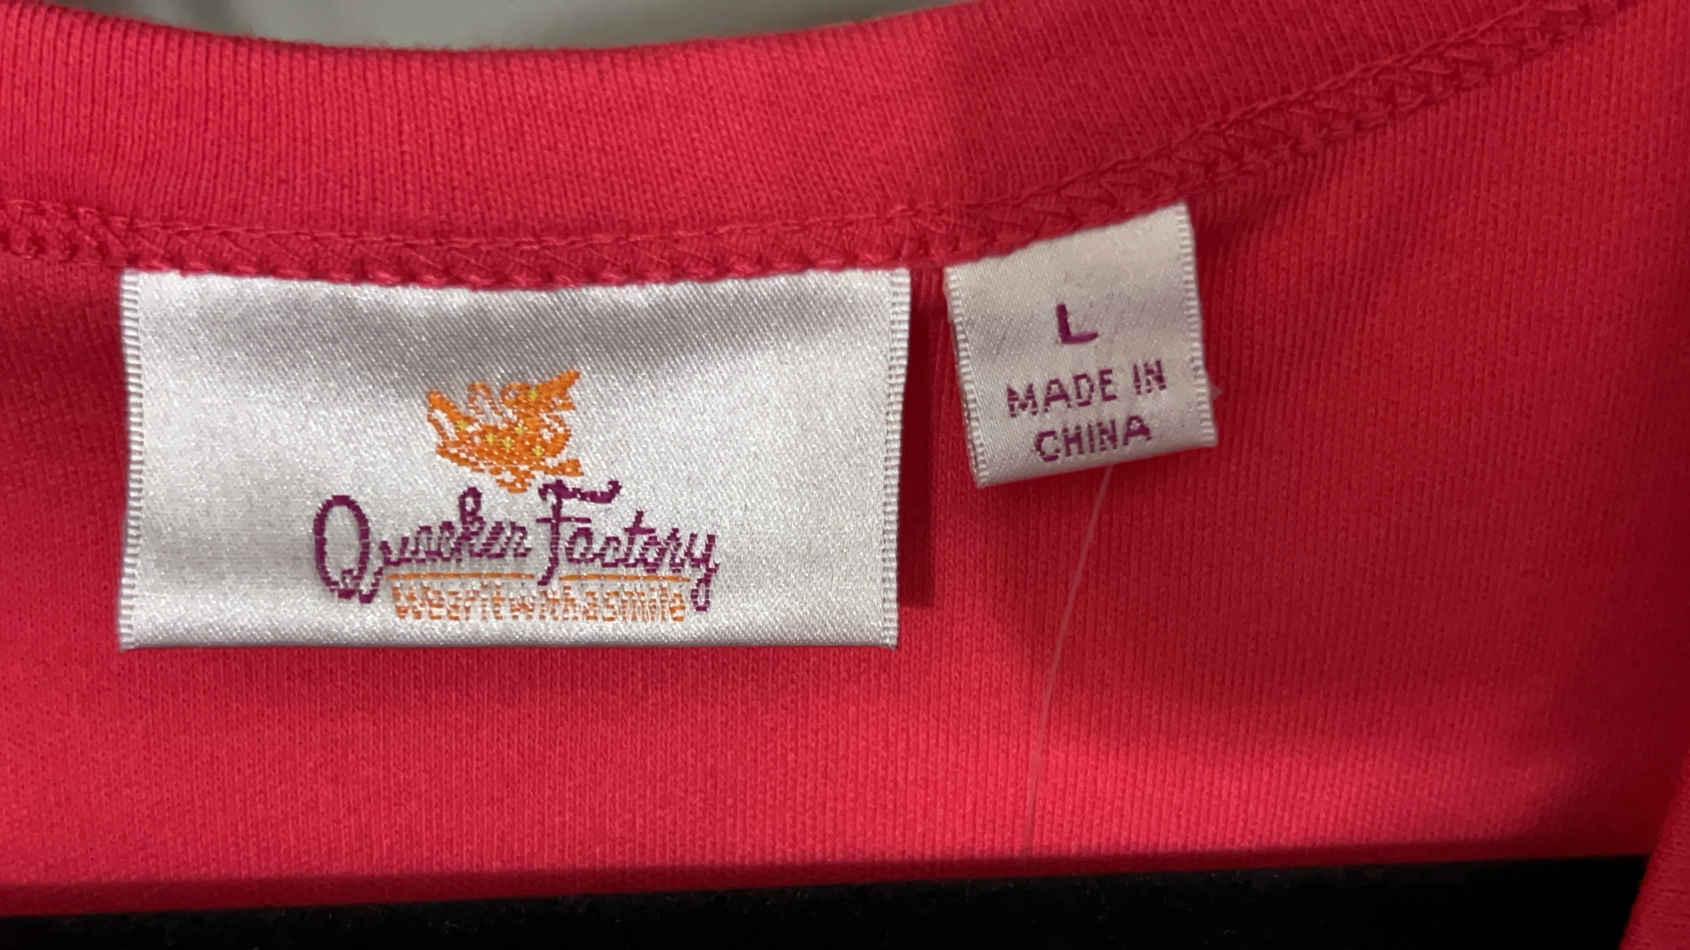 Quacker Factory
Wear it with a smile
L
MADE IN
CHINA